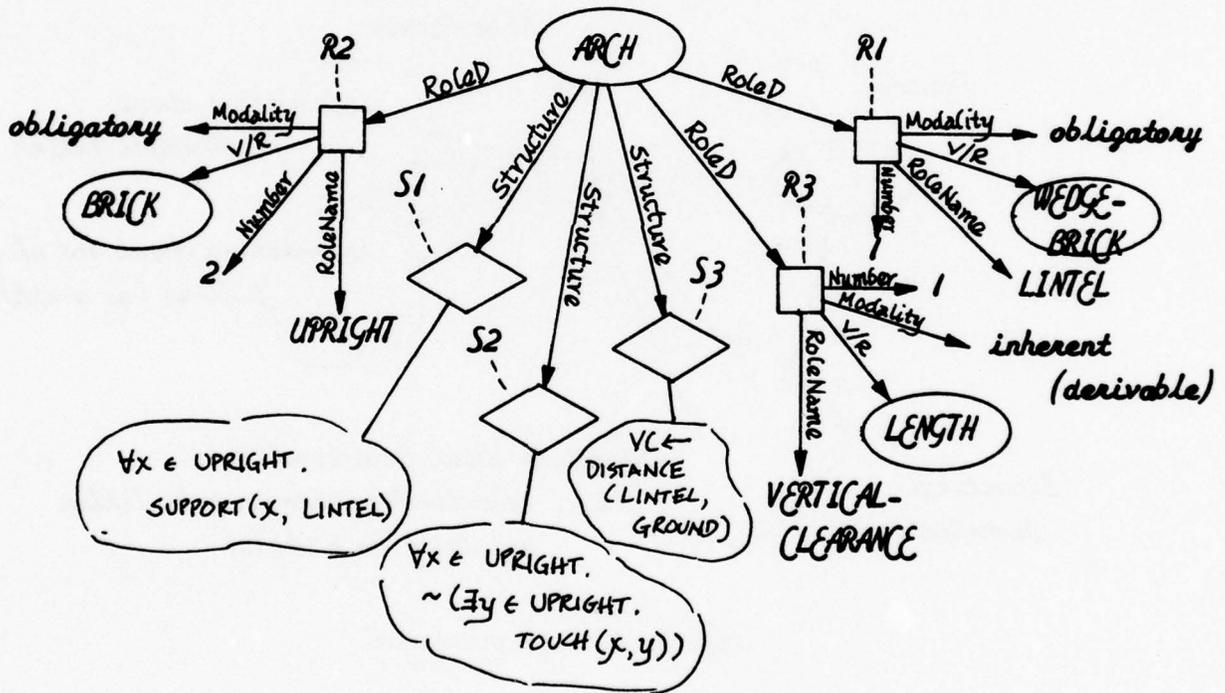 ARCH
R2
R1
RoleD
RoleD
Modality
obligatory
V/R
BRICK
Number
2
RoleName
UPRIGHT
Structure
Structure
Structure
RoleD
S1
S2
S3
Modality
obligatory
V/R
WEDGE-
BRICK
RoleName
LINTEL
Number
1
R3
Number
1
Modality
inherent
(derivable)
V/R
LENGTH
RoleName
VERTICAL-
CLEARANCE
∀x ∈ UPRIGHT.
SUPPORT(x, LINTEL)
∀x ∈ UPRIGHT.
~(∃y ∈ UPRIGHT.
TOUCH(x,y))
VC←
DISTANCE
(LINTEL,
GROUND)